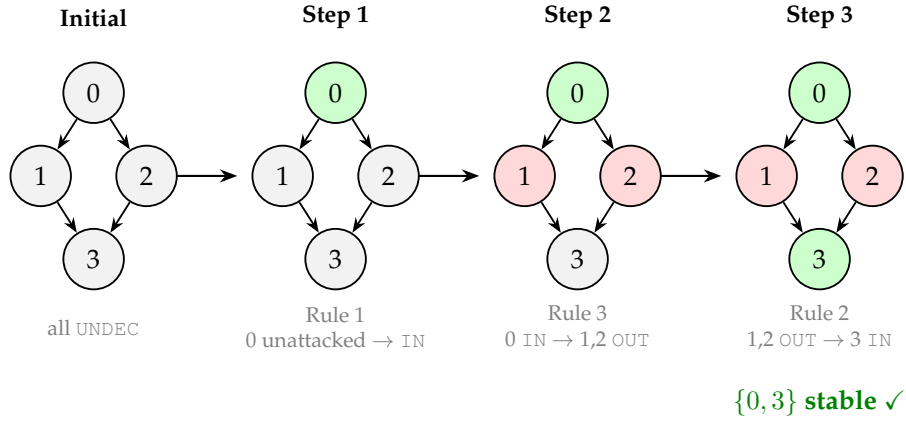 Initial
Step 1
Step 2
Step 3
0
0
0
0
1 2
1 2
1 2
1 2
3
3
3
3
all UNDEC
Rule 1
0 unattacked → IN
Rule 3
0 IN → 1,2 OUT
Rule 2
1,2 OUT → 3 IN
{0, 3} stable ✓